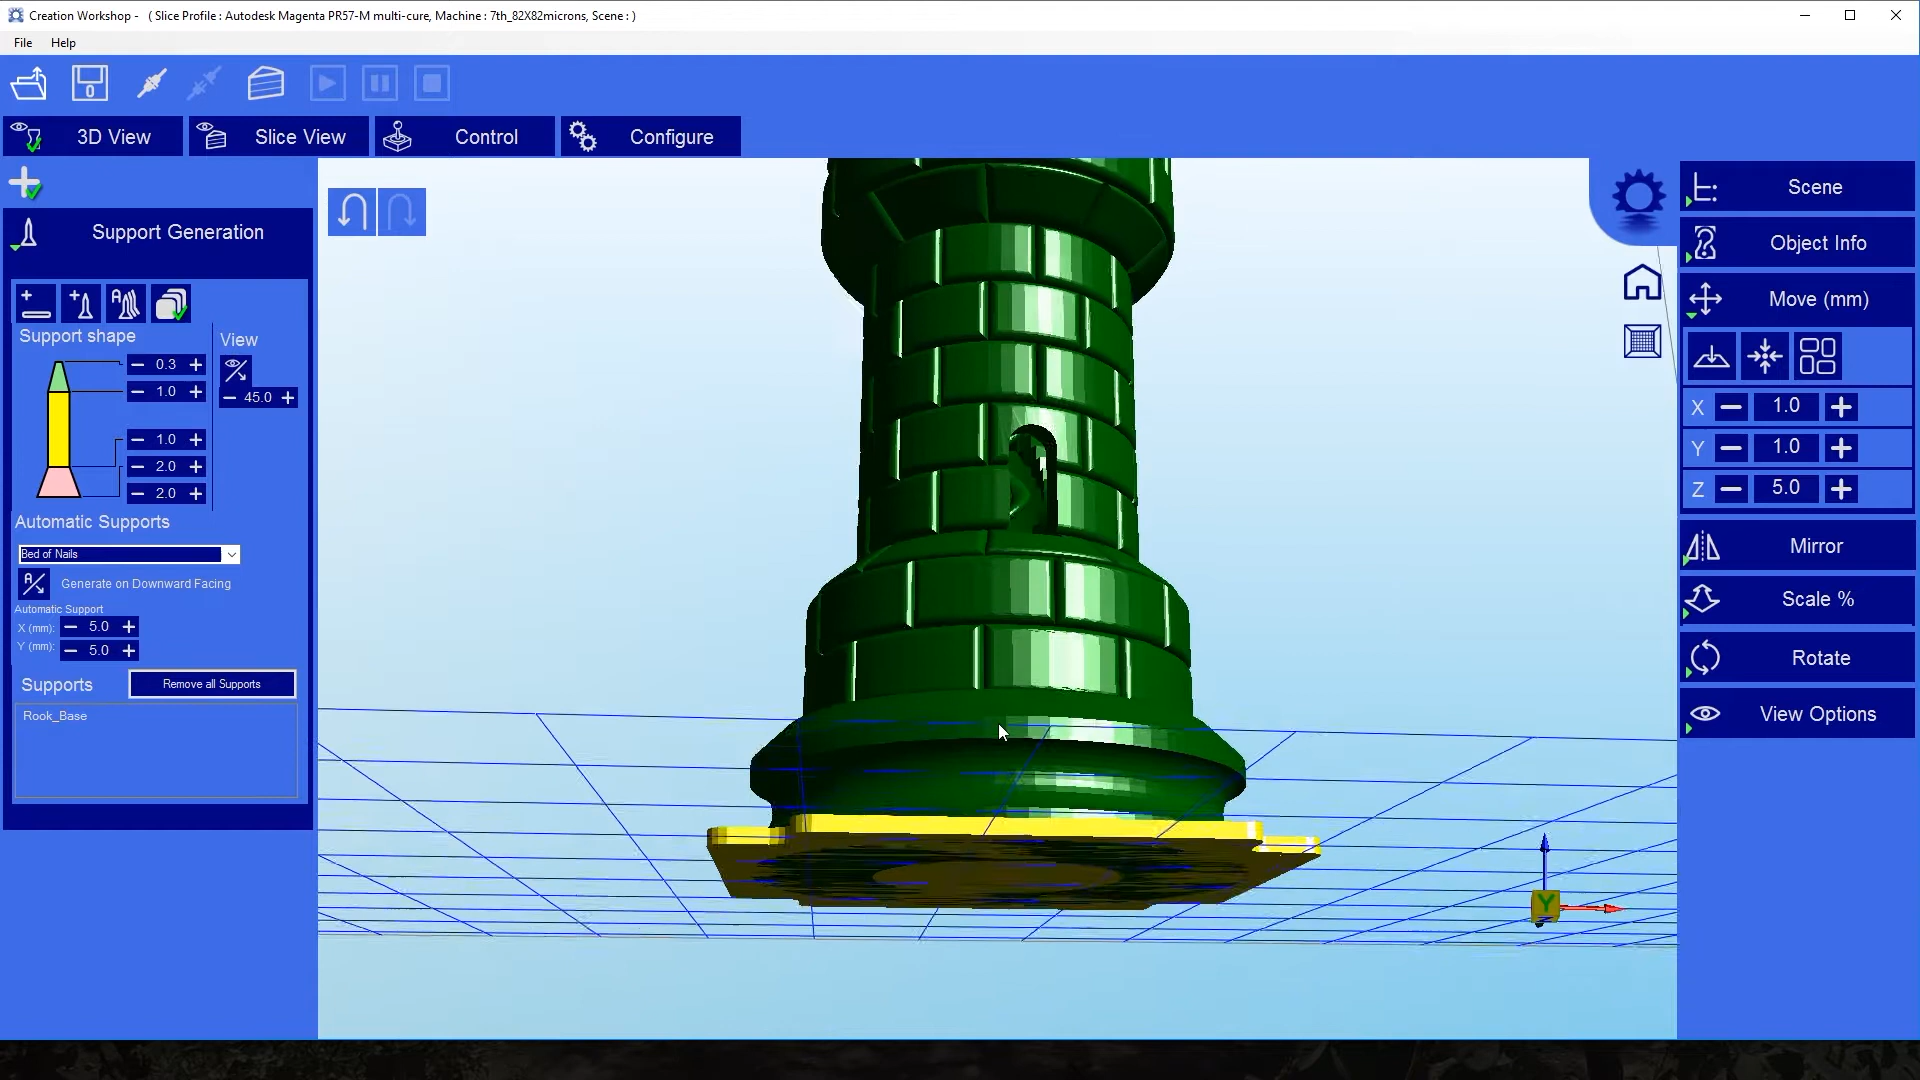 Creation Workshop - ( Slice Profile : Autodesk Magenta PR57-M multi-cure, Machine : 7th_82X82microns, Scene : )
File Help
3D View Slice View Control Configure
Support Generation
Support shape
View
0.3
1.0
45.0
1.0
2.0
2.0
Automatic Supports
Bed of Nails
Generate on Downward Facing
Automatic Support
X (mm): 5.0
Y (mm): 5.0
Supports Remove all Supports
Rook_Base
Scene
Object Info
Move (mm)
X 1.0
Y 1.0
Z 5.0
Mirror
Scale %
Rotate
View Options
Y